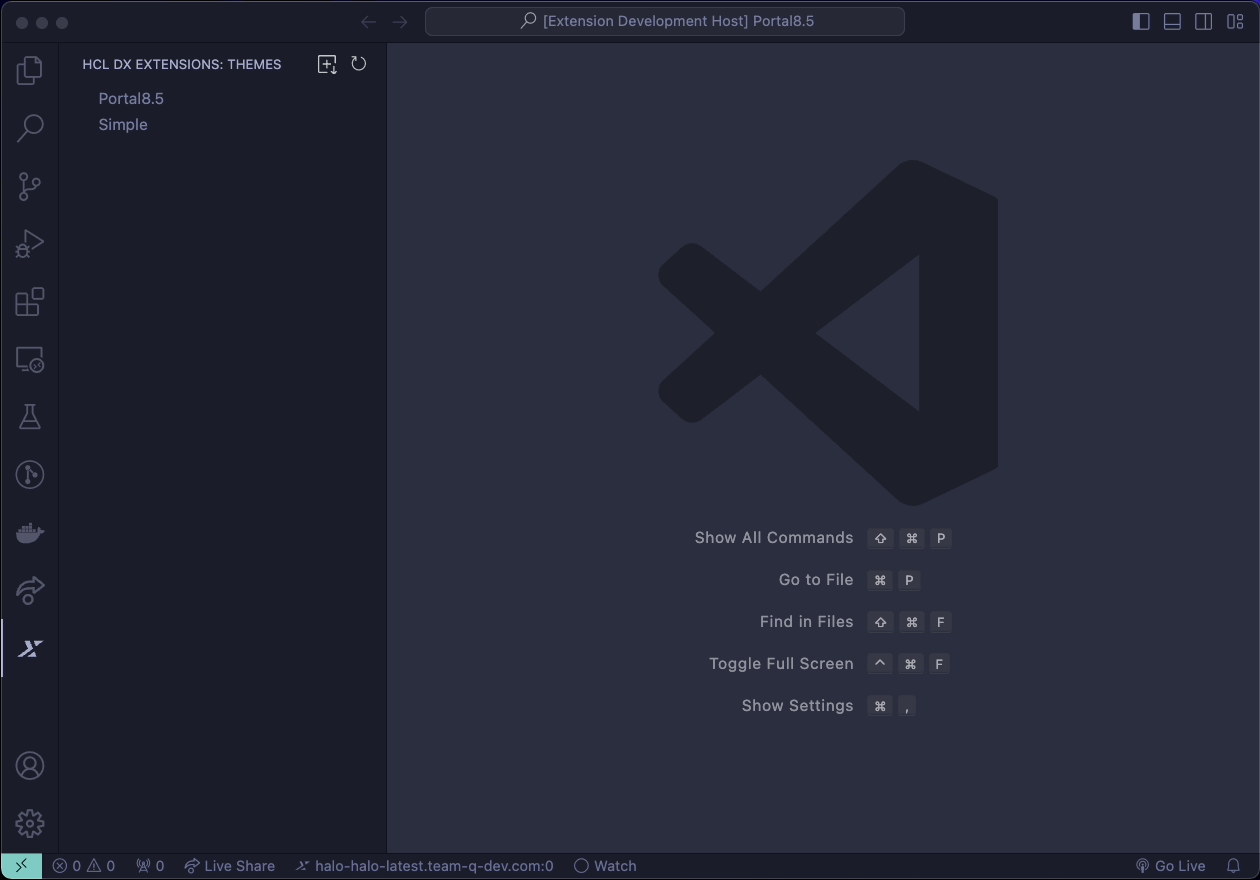 [Extension Development Host] Portal8.5
HCL DX EXTENSIONS: THEMES
Portal8.5
Simple
Show All Commands ⇧ ⌘ P
Go to File ⌘ P
Find in Files ⇧ ⌘ F
Toggle Full Screen ^ ⌘ F
Show Settings ⌘ ,
0 0 0 Live Share halo-halo-latest.team-q-dev.com:0 Watch Go Live